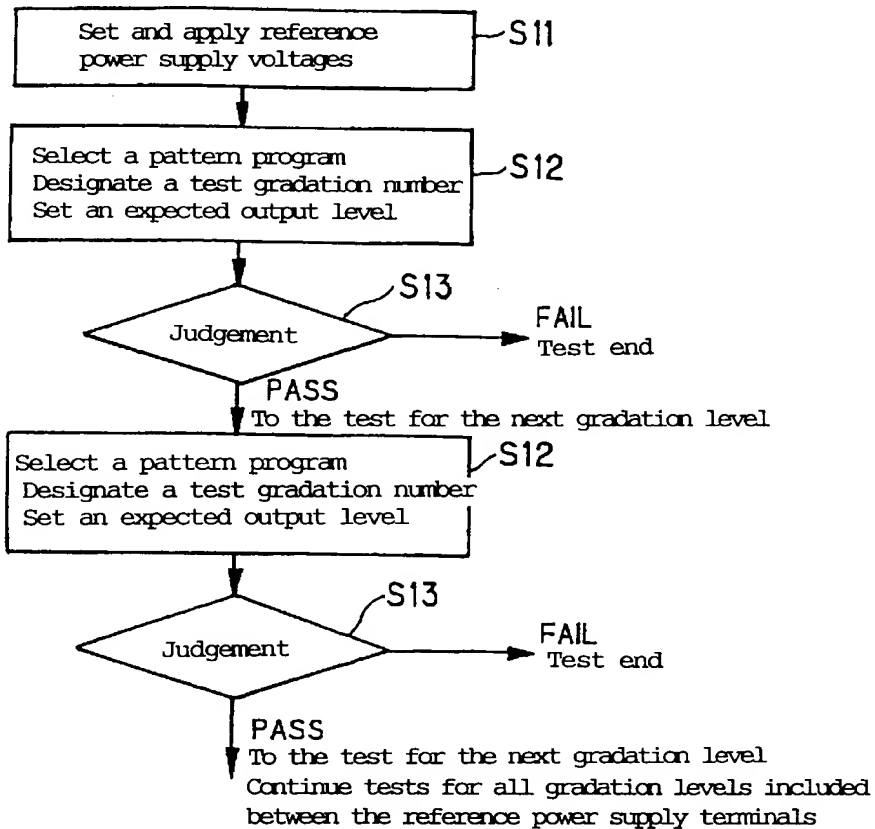 Set and apply reference
power supply voltages
S11
Select a pattern program
Designate a test gradation number
Set an expected output level
S12
S13
Judgement
FAIL
Test end
PASS
To the test for the next gradation level
Select a pattern program
Designate a test gradation number
Set an expected output level
S12
S13
Judgement
FAIL
Test end
PASS
To the test for the next gradation level
Continue tests for all gradation levels included
between the reference power supply terminals